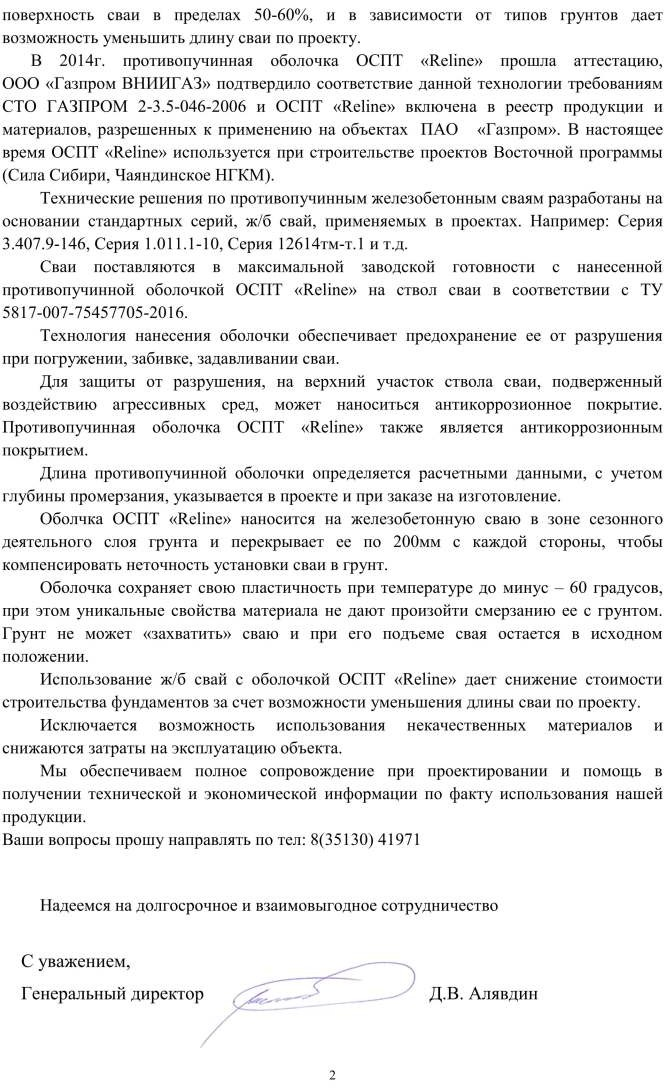 поверхность сваи в пределах 50-60%, и в зависимости от типов грунтов дает
возможность уменьшить длину сваи по проекту.
В 2014г. противопучинная оболочка ОСПТ «Reline» прошла аттестацию,
ООО «Газпром ВНИИГАЗ» подтвердило соответствие данной технологии требованиям
СТО ГАЗПРОМ 2-3.5-046-2006 и ОСПТ «Reline» включена в реестр продукции и
материалов, разрешенных к применению на объектах ПАО «Газпром». В настоящее
время ОСПТ «Reline» используется при строительстве проектов Восточной программы
(Сила Сибири, Чаяндинское НГКМ).
Технические решения по противопучинным железобетонным сваям разработаны на
основании стандартных серий, ж/б свай, применяемых в проектах. Например: Серия
3.407.9-146, Серия 1.011.1-10, Серия 12614тм-т.1 и т.д.
Сваи поставляются в максимальной заводской готовности с нанесенной
противопучинной оболочкой ОСПТ «Reline» на ствол сваи в соответствии с ТУ
5817-007-75457705-2016.
Технология нанесения оболочки обеспечивает предохранение ее от разрушения
при погружении, забивке, задавливании сваи.
Для защиты от разрушения, на верхний участок ствола сваи, подверженный
воздействию агрессивных сред, может наноситься антикоррозионное покрытие.
Противопучинная оболочка ОСПТ «Reline» также является антикоррозионным
покрытием.
Длина противопучинной оболочки определяется расчетными данными, с учетом
глубины промерзания, указывается в проекте и при заказе на изготовление.
Оболчка ОСПТ «Reline» наносится на железобетонную сваю в зоне сезонного
деятельного слоя грунта и перекрывает ее по 200мм с каждой стороны, чтобы
компенсировать неточность установки сваи в грунт.
Оболочка сохраняет свою пластичность при температуре до минус – 60 градусов,
при этом уникальные свойства материала не дают произойти смерзанию ее с грунтом.
Грунт не может «захватить» сваю и при его подъеме свая остается в исходном
положении.
Использование ж/б свай с оболочкой ОСПТ «Reline» дает снижение стоимости
строительства фундаментов за счет возможности уменьшения длины сваи по проекту.
Исключается возможность использования некачественных материалов и
снижаются затраты на эксплуатацию объекта.
Мы обеспечиваем полное сопровождение при проектировании и помощь в
получении технической и экономической информации по факту использования нашей
продукции.
Ваши вопросы прошу направлять по тел: 8(35130) 41971
Надеемся на долгосрочное и взаимовыгодное сотрудничество
С уважением,
Генеральный директор Д.В. Алявдин
2